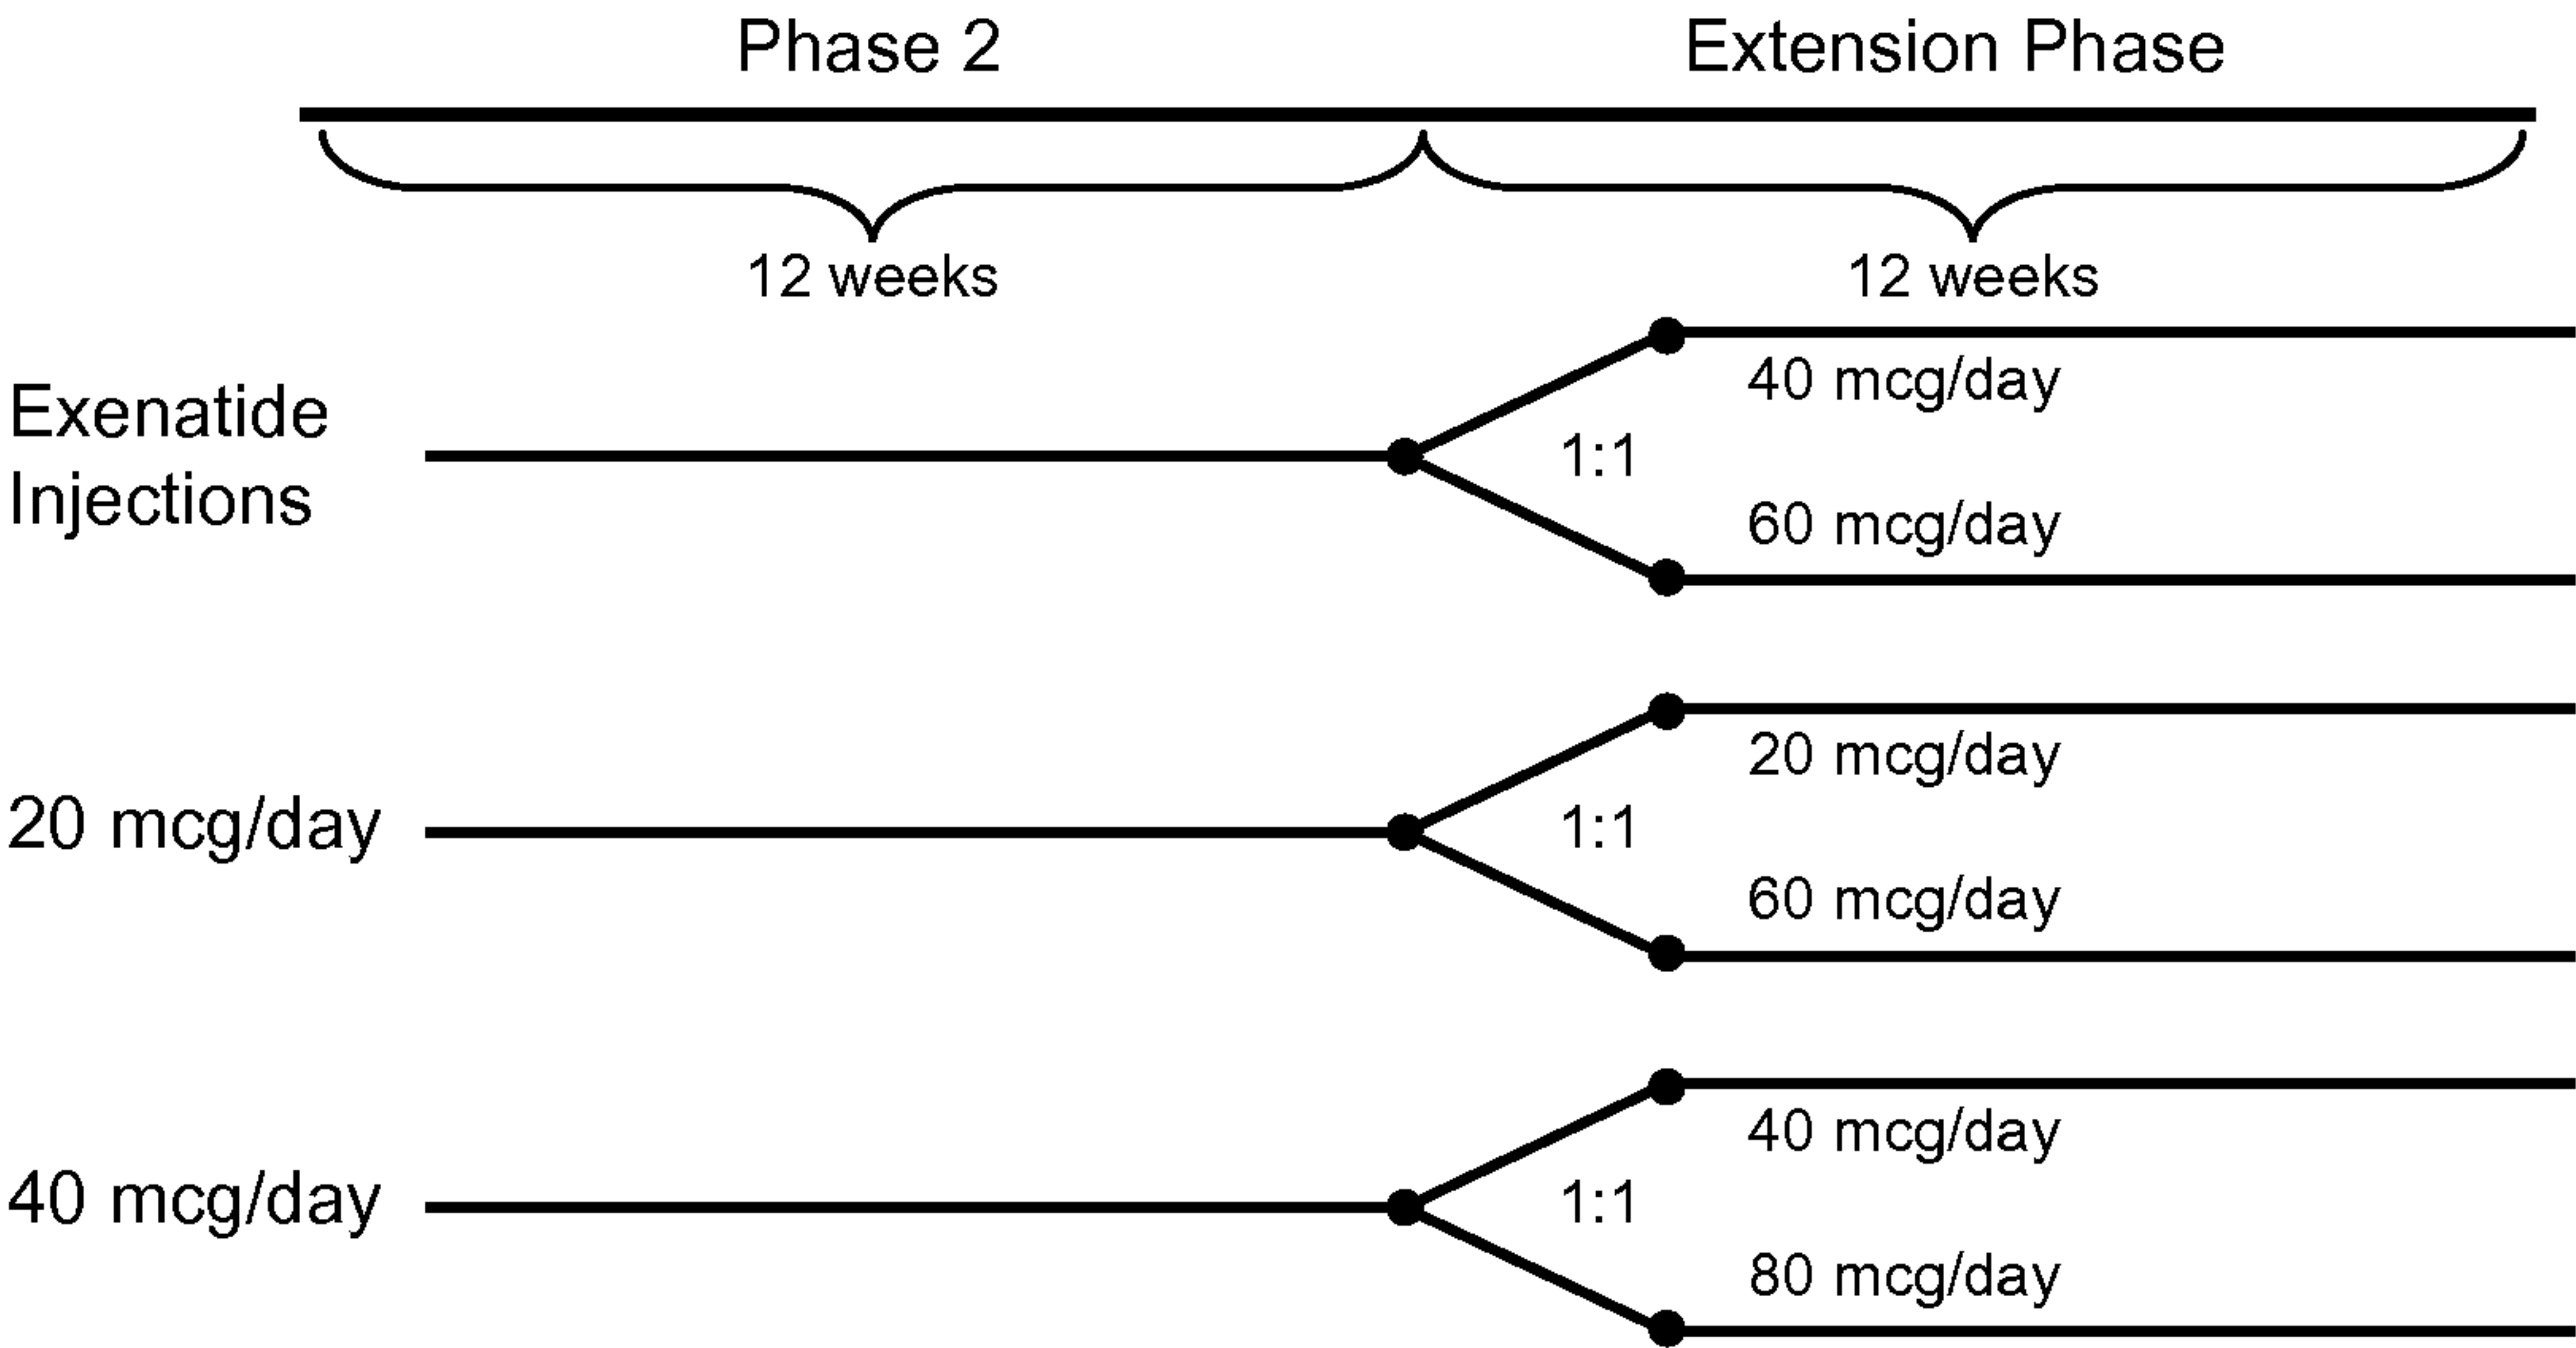 Phase 2
Extension Phase
12 weeks
12 weeks
Exenatide
Injections
40 mcg/day
1:1
60 mcg/day
20 mcg/day
20 mcg/day
1:1
60 mcg/day
40 mcg/day
40 mcg/day
1:1
80 mcg/day